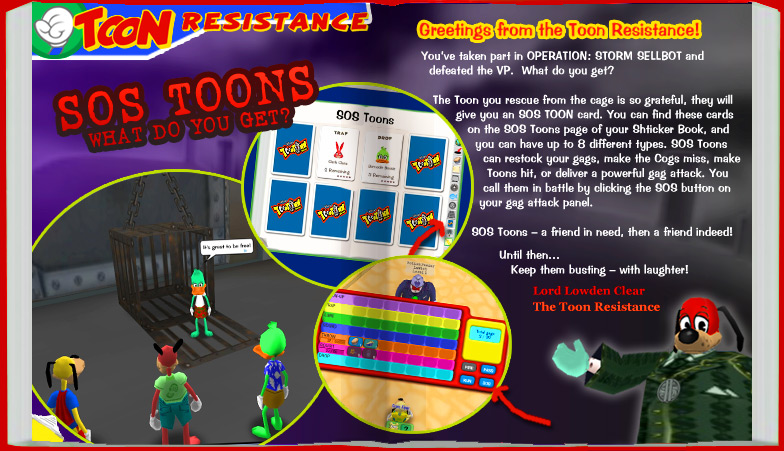 TOON RESISTANCE
SOS TOONS
WHAT DO YOU GET?
Greetings from the Toon Resistance!
You've taken part in OPERATION: STORM SELLBOT and
defeated the VP. What do you get?
The Toon you rescue from the cage is so grateful, they will
give you an SOS TOON card. You can find these cards
on the SOS Toons page of your Shticker Book, and
you can have up to 8 different types. SOS Toons
can restock your gags, make the Cogs miss, make
Toons hit, or deliver a powerful gag attack. You
call them in battle by clicking the SOS button on
your gag attack panel.
SOS Toons – a friend in need, then a friend indeed!
Until then...
Keep them busting – with laughter!
Lord Lowden Clear
The Toon Resistance
SOS Toons
TRAP
DROP
Remaining
Remaining
It's great to be free!
THROW
DROP
FIRE
PASS
RUN
SOS